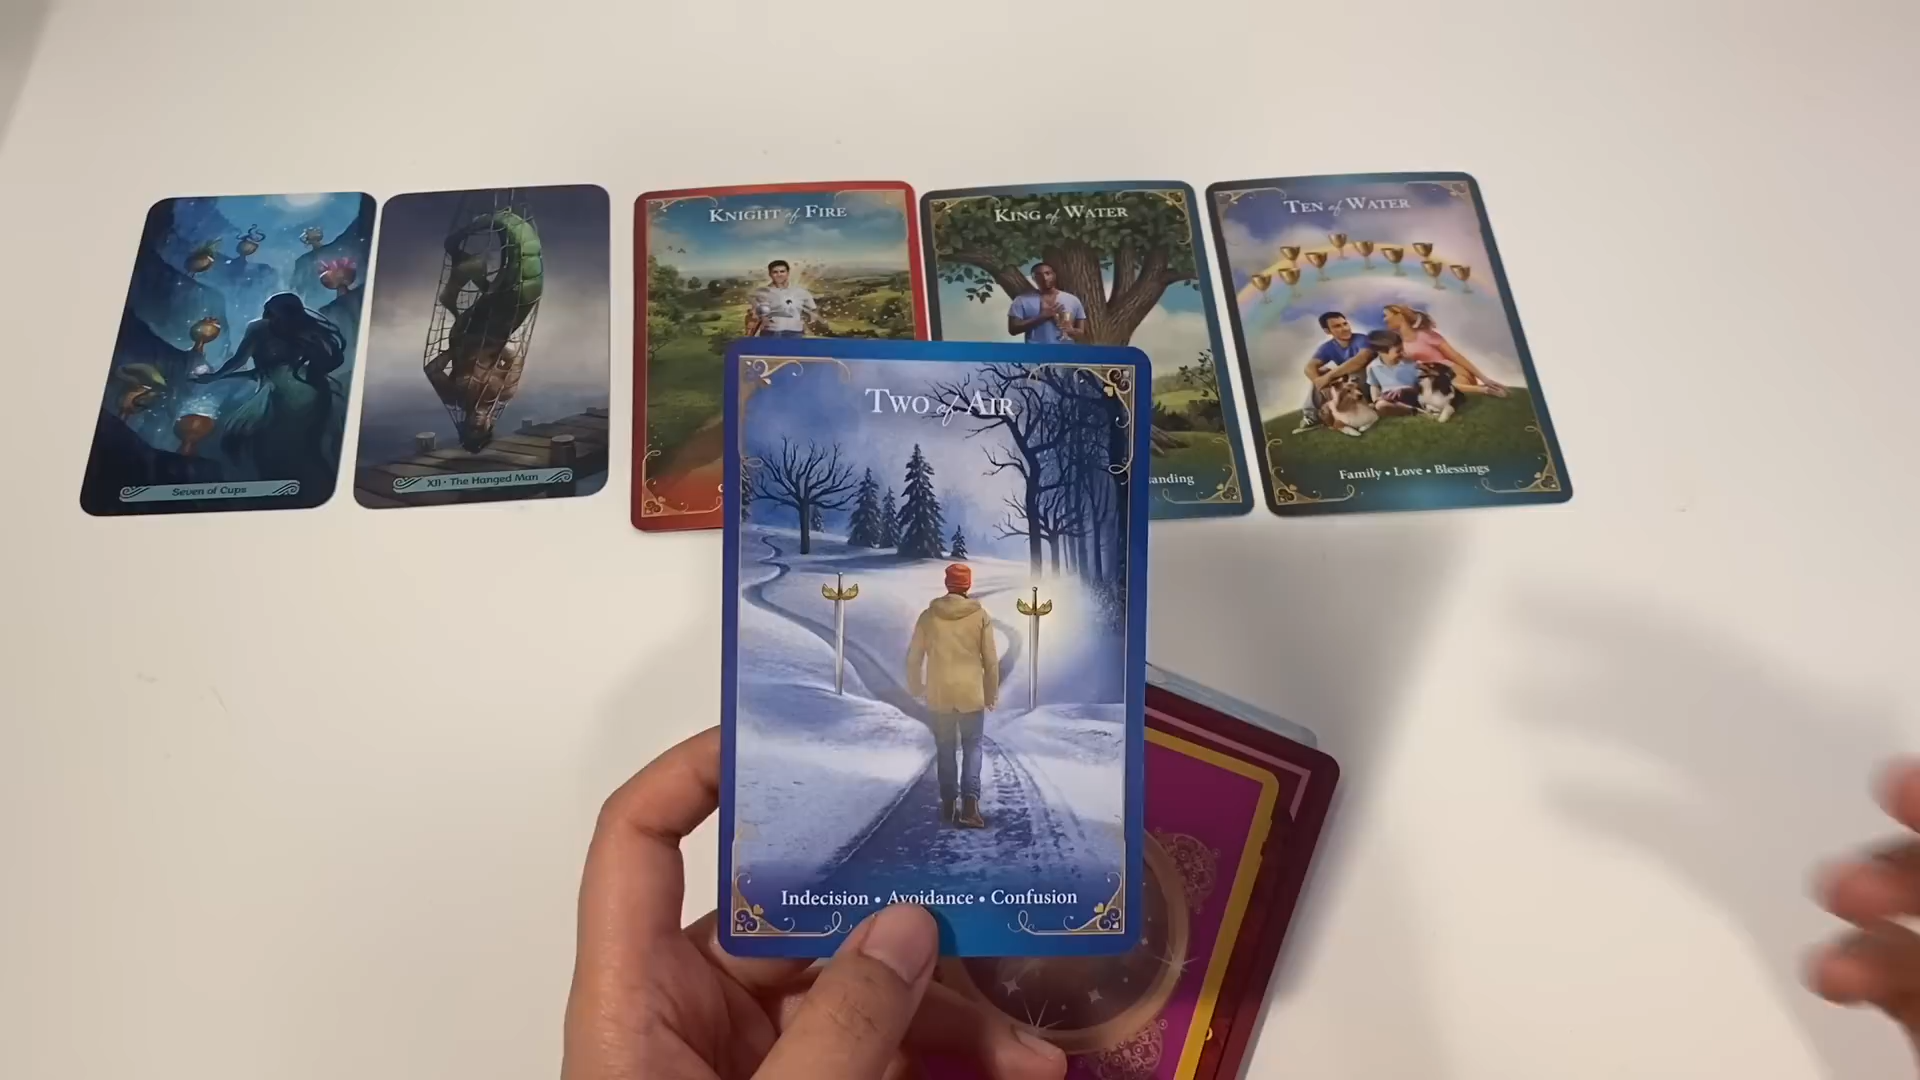 Seven of Cups
XII • The Hanged Man
KNIGHT of FIRE
KING of WATER
TEN of WATER
Family • Love • Blessings
TWO of AIR
Indecision • Avoidance • Confusion